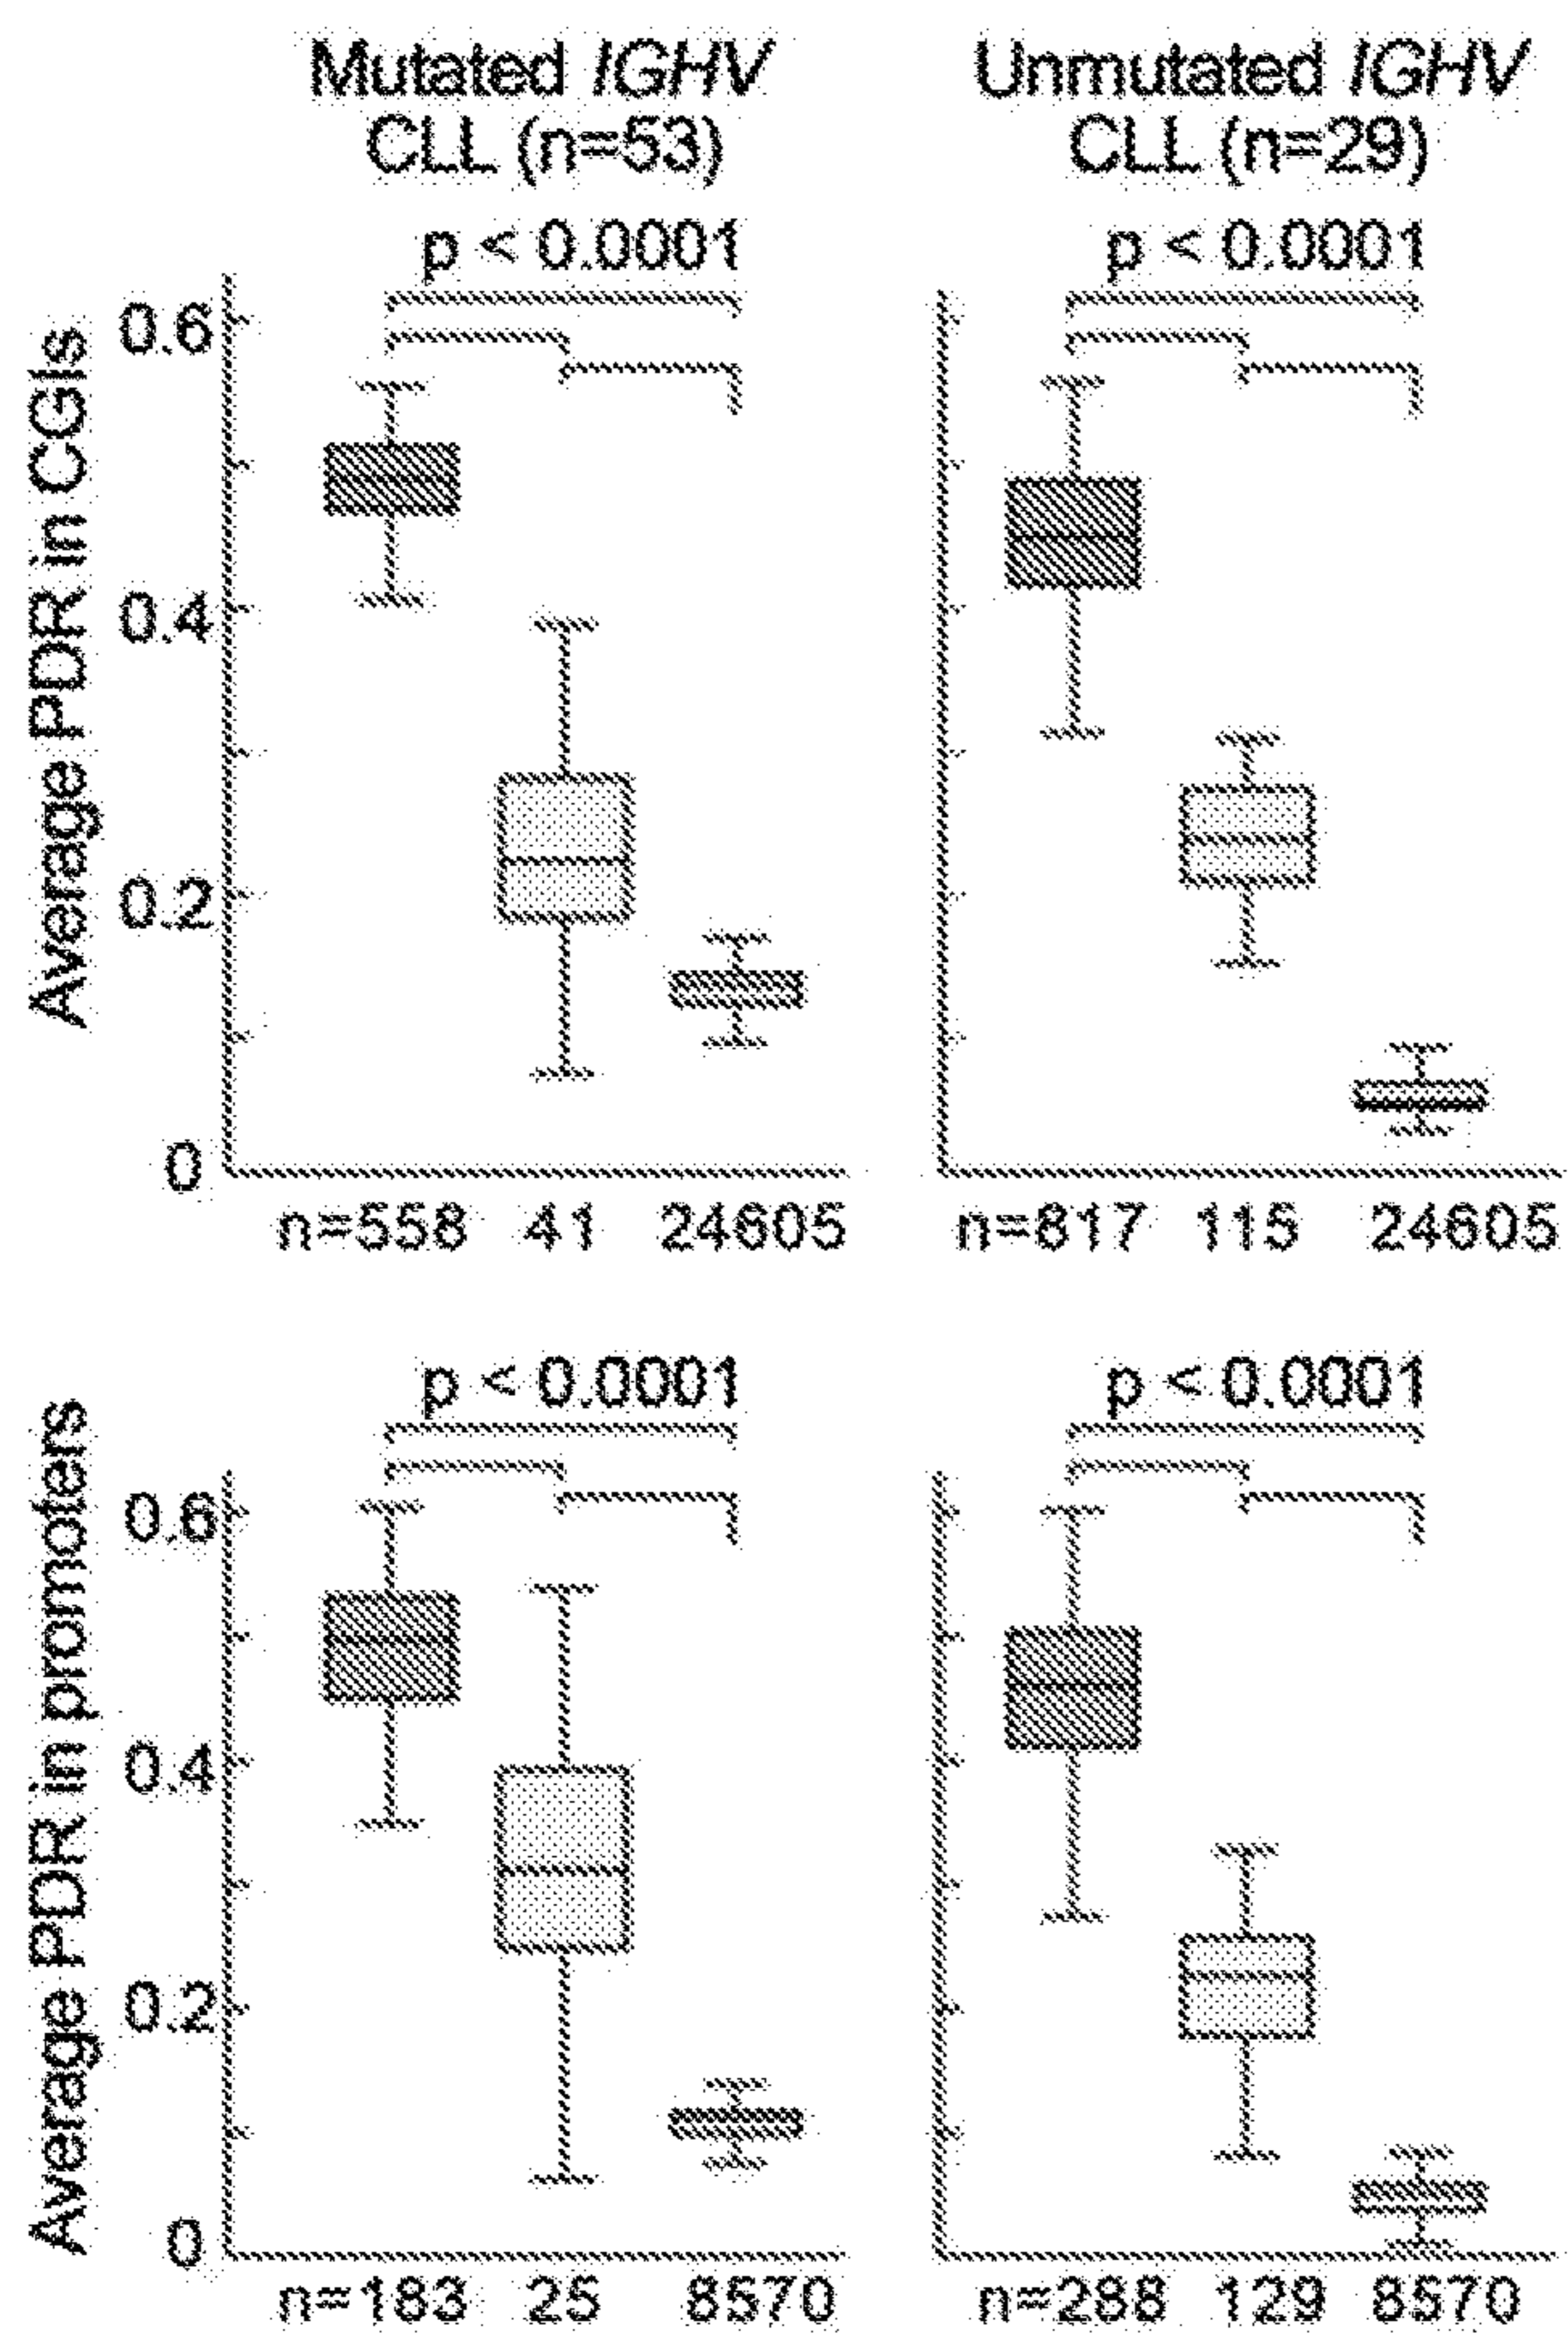 Mutated IGHV
CLL (n=53)
Unmutated IGHV
CLL (n=29)
p < 0.0001
p < 0.0001
Average PDR in CGIs
0.6
0.4
0.2
0
n=558 41 24605
n=817 115 24605
p < 0.0001
p < 0.0001
Average PDR in promoters
0.6
0.4
0.2
0
n=183 25 8570
n=288 129 8570